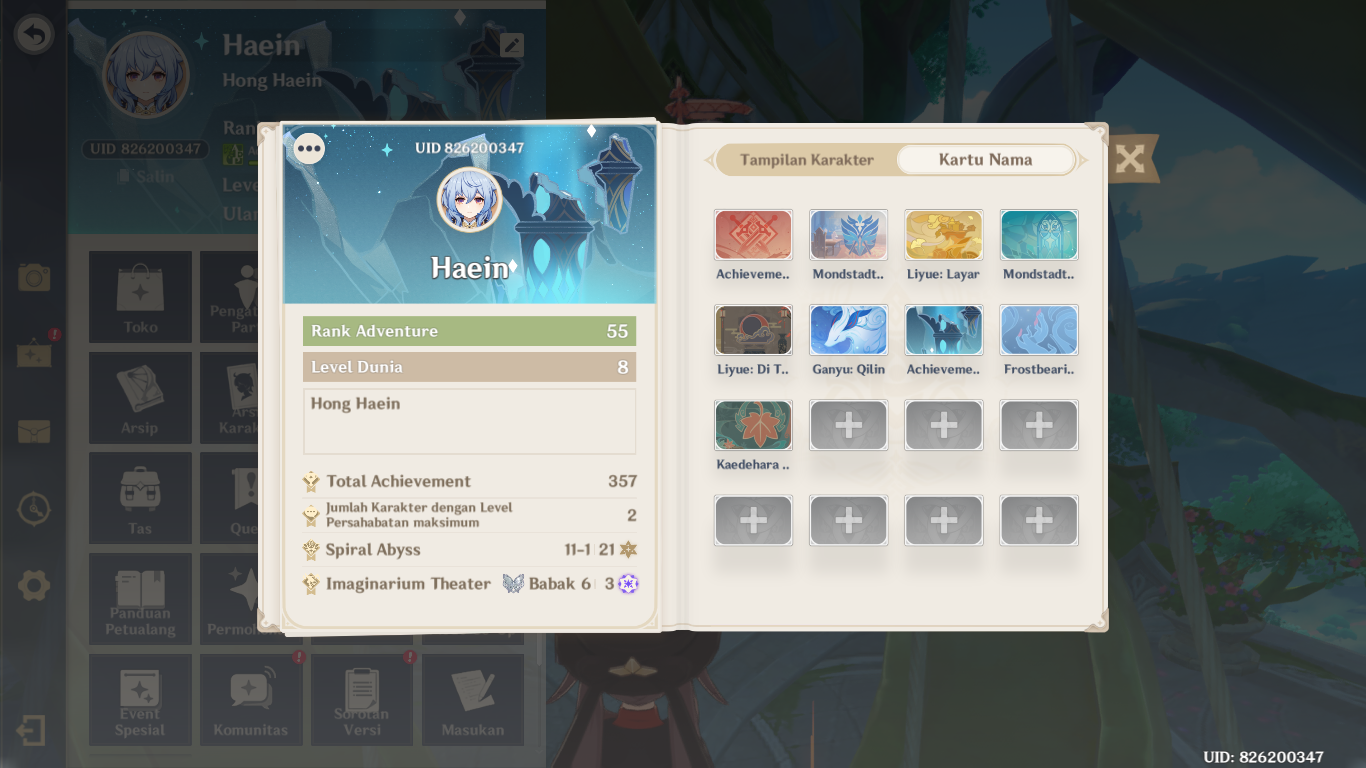 Haein
Hong Haein
UID 826200347
Salin
Toko
Arsip
Tas
Panduan
Petualang
Event
Spesial
Komunitas
Sorotan
Versi
Masukan
UID 826200347
Haein
Rank Adventure 55
Level Dunia 8
Hong Haein
Total Achievement 357
Jumlah Karakter dengan Level
Persahabatan maksimum 2
Spiral Abyss 11-1 21
Imaginarium Theater Babak 6 3
Tampilan Karakter Kartu Nama
Achieveme.. Mondstadt.. Liyue: Layar Mondstadt..
Liyue: Di T.. Ganyu: Qilin Achieveme.. Frostbeari..
Kaedehara ..
UID: 826200347